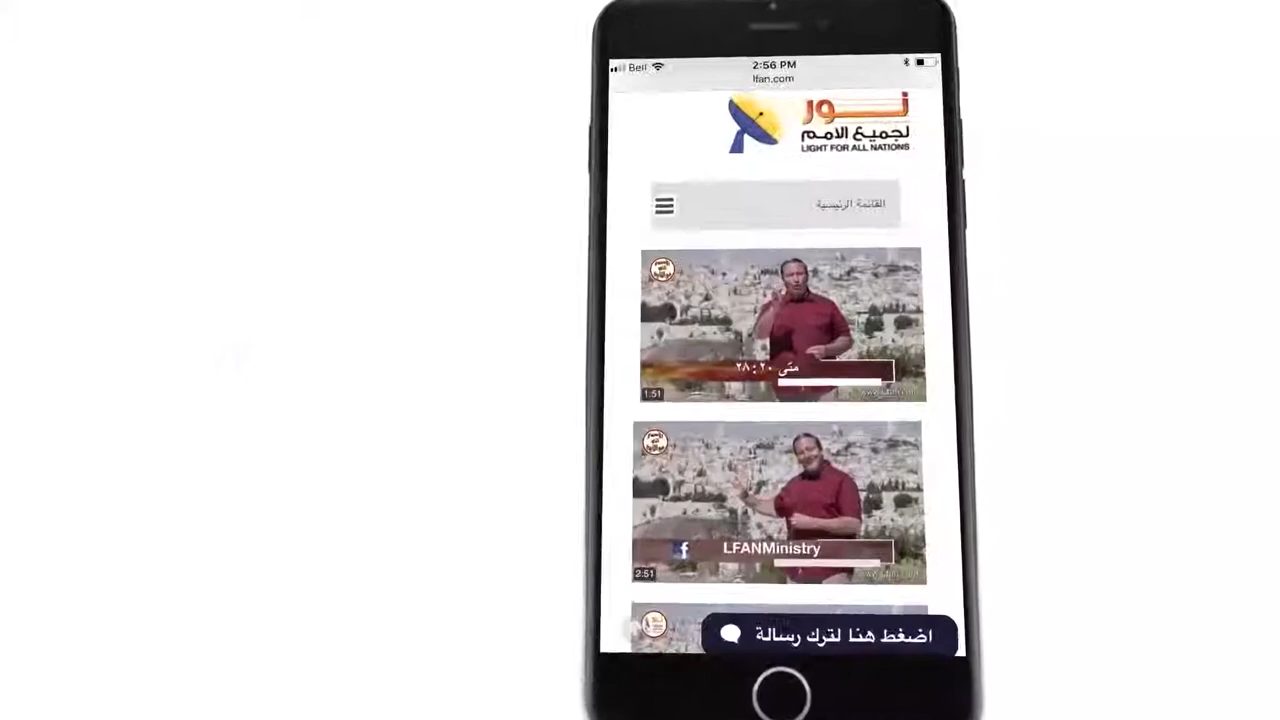 Bell
2:56 PM
lfan.com
نور
لجميع الامم
LIGHT FOR ALL NATIONS
القائمة الرئيسية
متى ٢٠:٢٨
1:51
LFANMinistry
2:51
اضغط هنا لترك رسالة